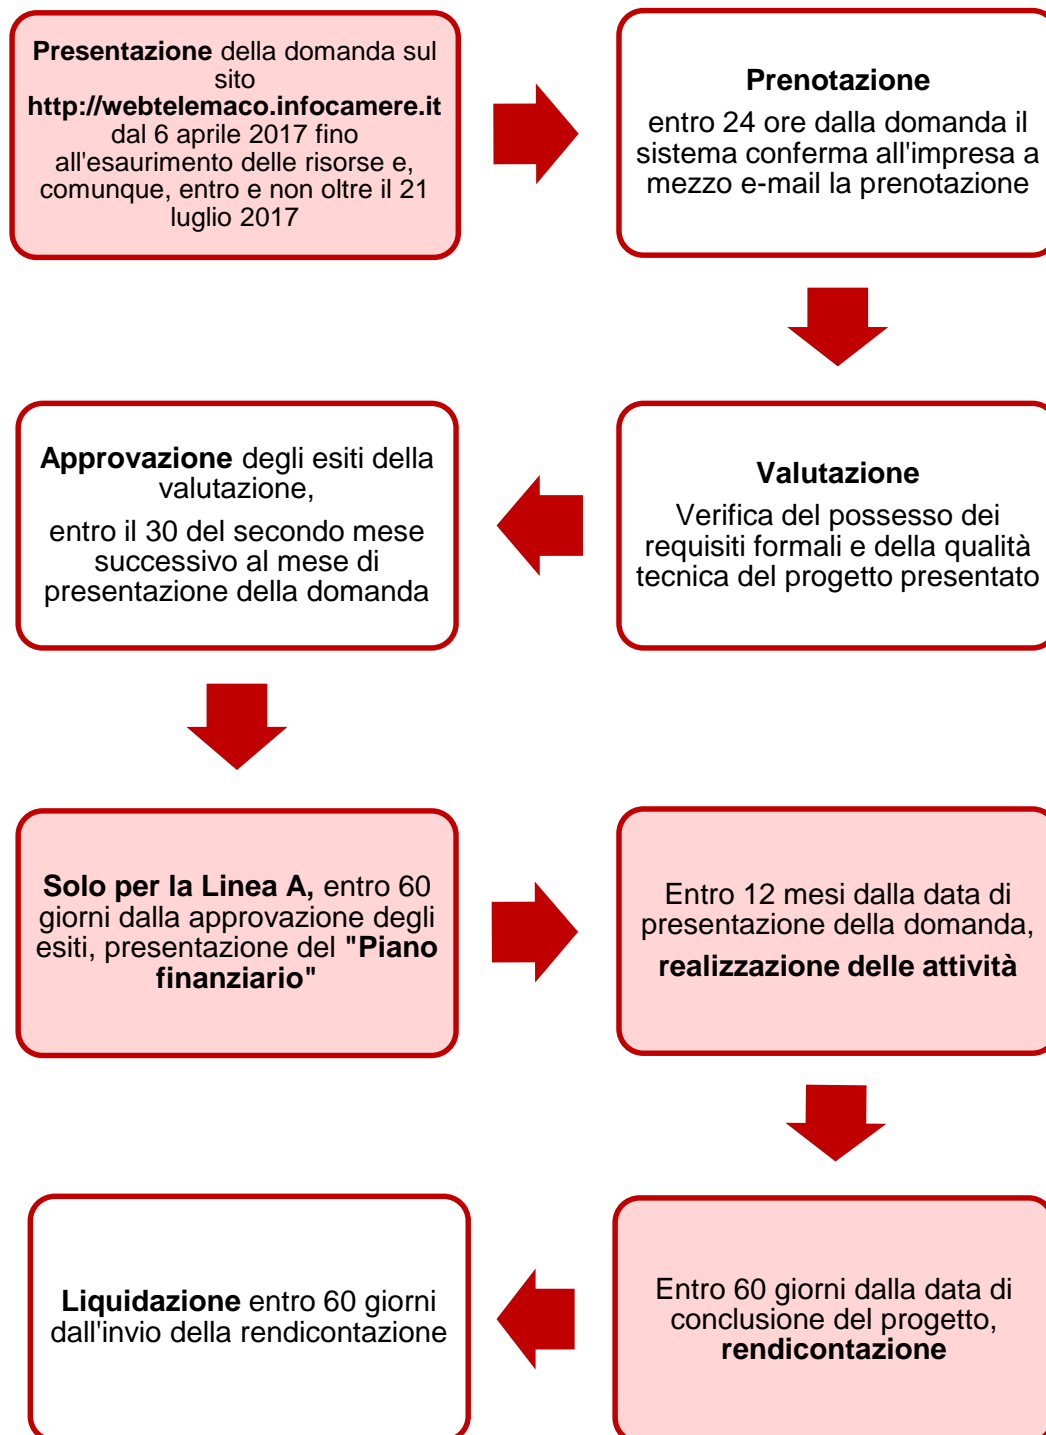 Presentazione della domanda sul
sito
http://webtelemaco.infocamere.it
dal 6 aprile 2017 fino
all'esaurimento delle risorse e,
comunque, entro e non oltre il 21
luglio 2017
Prenotazione
entro 24 ore dalla domanda il
sistema conferma all'impresa a
mezzo e-mail la prenotazione
Valutazione
Verifica del possesso dei
requisiti formali e della qualità
tecnica del progetto presentato
Approvazione degli esiti della
valutazione,
entro il 30 del secondo mese
successivo al mese di
presentazione della domanda
Solo per la Linea A, entro 60
giorni dalla approvazione degli
esiti, presentazione del "Piano
finanziario"
Entro 12 mesi dalla data di
presentazione della domanda,
realizzazione delle attività
Entro 60 giorni dalla data di
conclusione del progetto,
rendicontazione
Liquidazione entro 60 giorni
dall'invio della rendicontazione